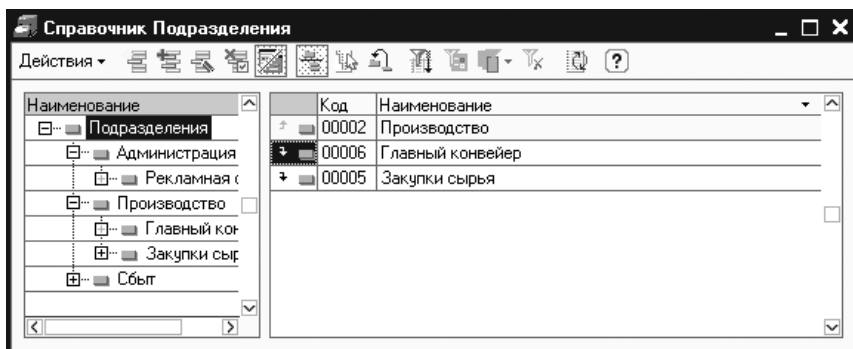 Справочник Подразделения
Действия
?
Наименование
Подразделения
Администрация
Рекламная с
Производство
Главный кон
Закупки сыр
Сбыт
Код Наименование
00002 Производство
00006 Главный конвейер
00005 Закупки сырья